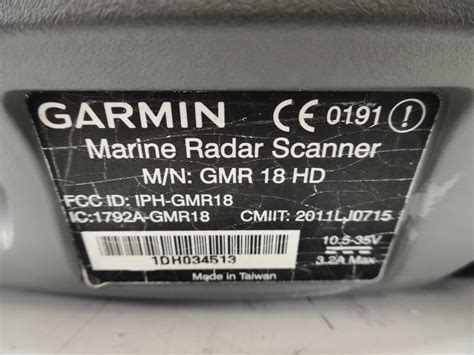 GARMIN CE 0191 !
Marine Radar Scanner
M/N: GMR 18 HD
FCC ID: IPH-GMR18
IC:1792A-GMR18 CMIIT: 2011LJ0715
1DH034513
10.5-35V
3.2A Max
Made in Taiwan